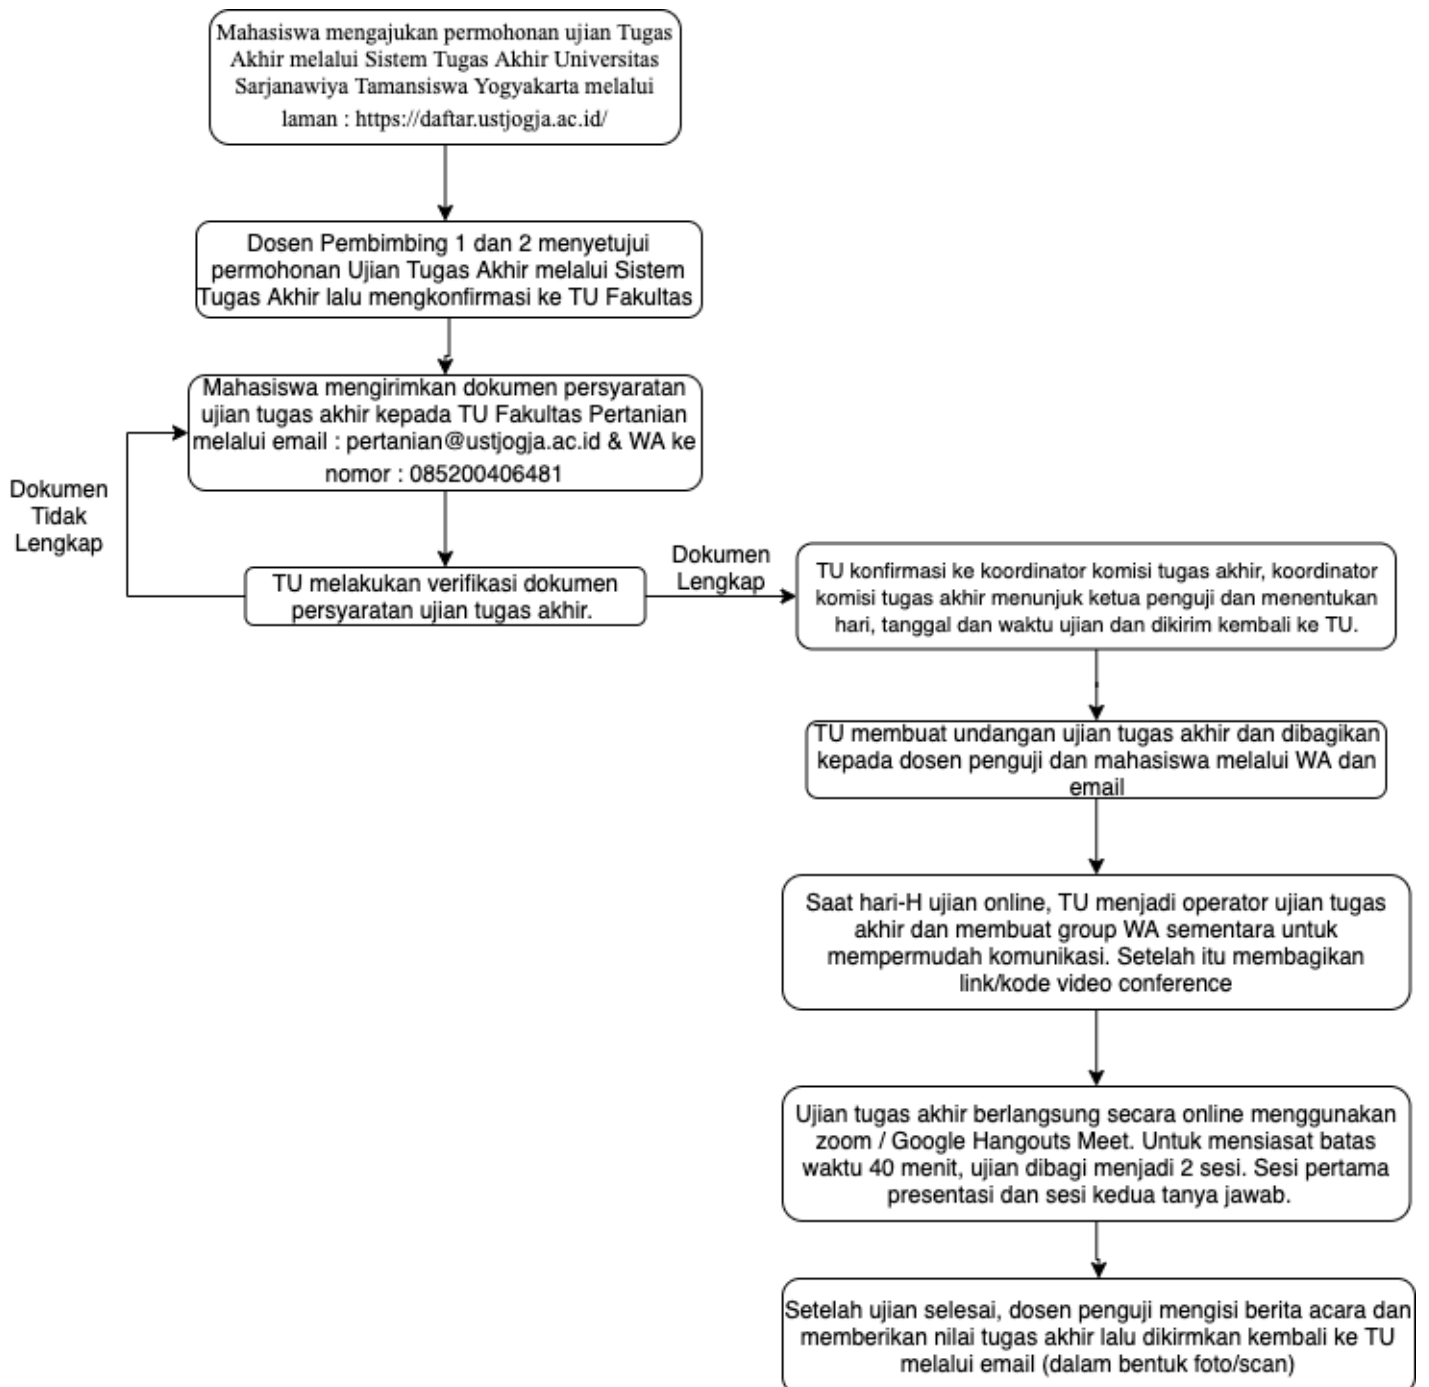 Mahasiswa mengajukan permohonan ujian Tugas
Akhir melalui Sistem Tugas Akhir Universitas
Sarjanawiya Tamansiswa Yogyakarta melalui
laman : https://daftar.ustjogja.ac.id/
Dosen Pembimbing 1 dan 2 menyetujui
permohonan Ujian Tugas Akhir melalui Sistem
Tugas Akhir lalu mengkonfirmasi ke TU Fakultas
Mahasiswa mengirimkan dokumen persyaratan
ujian tugas akhir kepada TU Fakultas Pertanian
melalui email : pertanian@ustjogja.ac.id & WA ke
nomor : 085200406481
Dokumen
Tidak
Lengkap
TU melakukan verifikasi dokumen
persyaratan ujian tugas akhir.
Dokumen
Lengkap
TU konfirmasi ke koordinator komisi tugas akhir, koordinator
komisi tugas akhir menunjuk ketua penguji dan menentukan
hari, tanggal dan waktu ujian dan dikirim kembali ke TU.
TU membuat undangan ujian tugas akhir dan dibagikan
kepada dosen penguji dan mahasiswa melalui WA dan
email
Saat hari-H ujian online, TU menjadi operator ujian tugas
akhir dan membuat group WA sementara untuk
mempermudah komunikasi. Setelah itu membagikan
link/kode video conference
Ujian tugas akhir berlangsung secara online menggunakan
zoom / Google Hangouts Meet. Untuk mensiasat batas
waktu 40 menit, ujian dibagi menjadi 2 sesi. Sesi pertama
presentasi dan sesi kedua tanya jawab.
Setelah ujian selesai, dosen penguji mengisi berita acara dan
memberikan nilai tugas akhir lalu dikirmkan kembali ke TU
melalui email (dalam bentuk foto/scan)